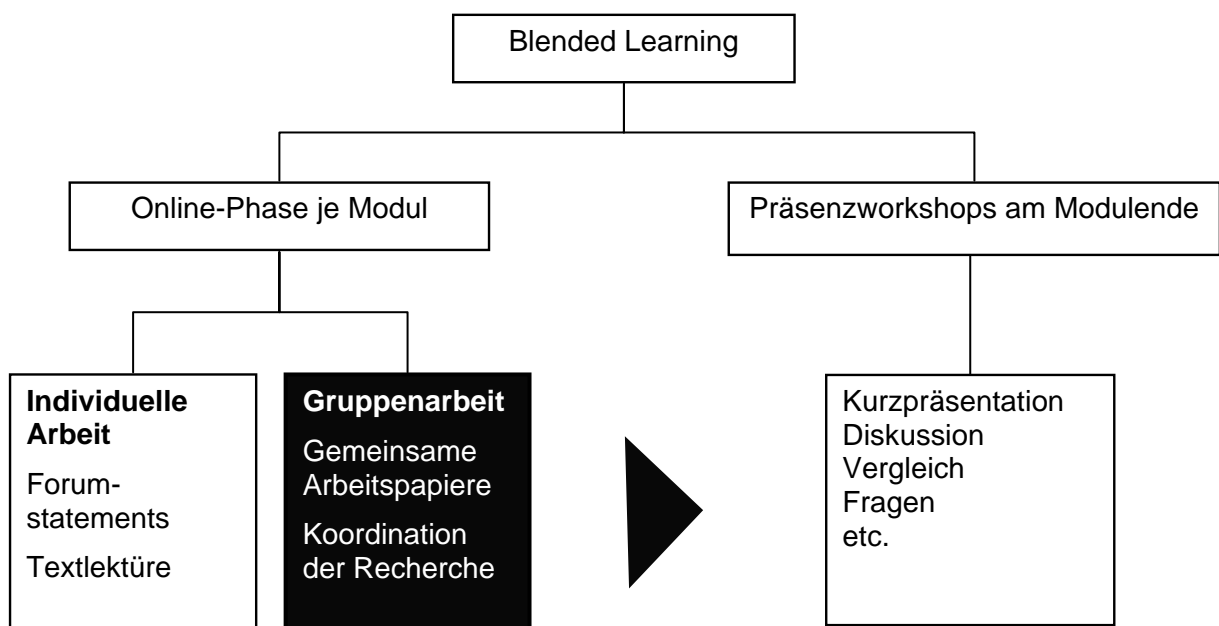 Blended Learning
Online-Phase je Modul
Präsenzworkshops am Modulende
Individuelle
Arbeit
Forum-
statements
Textlektüre
Gruppenarbeit
Gemeinsame
Arbeitspapiere
Koordination
der Recherche
Kurzpräsentation
Diskussion
Vergleich
Fragen
etc.